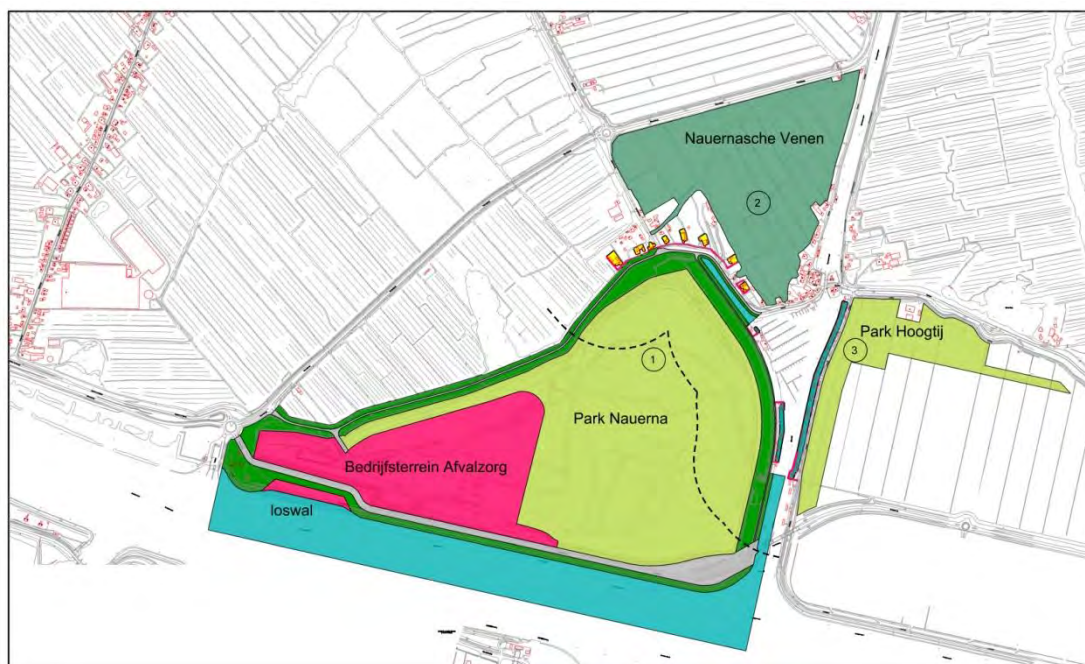 Nauernasche Venen
2
Park Hoogtij
3
1
Park Nauerna
Bedrijfsterrein Afvalzorg
loswal